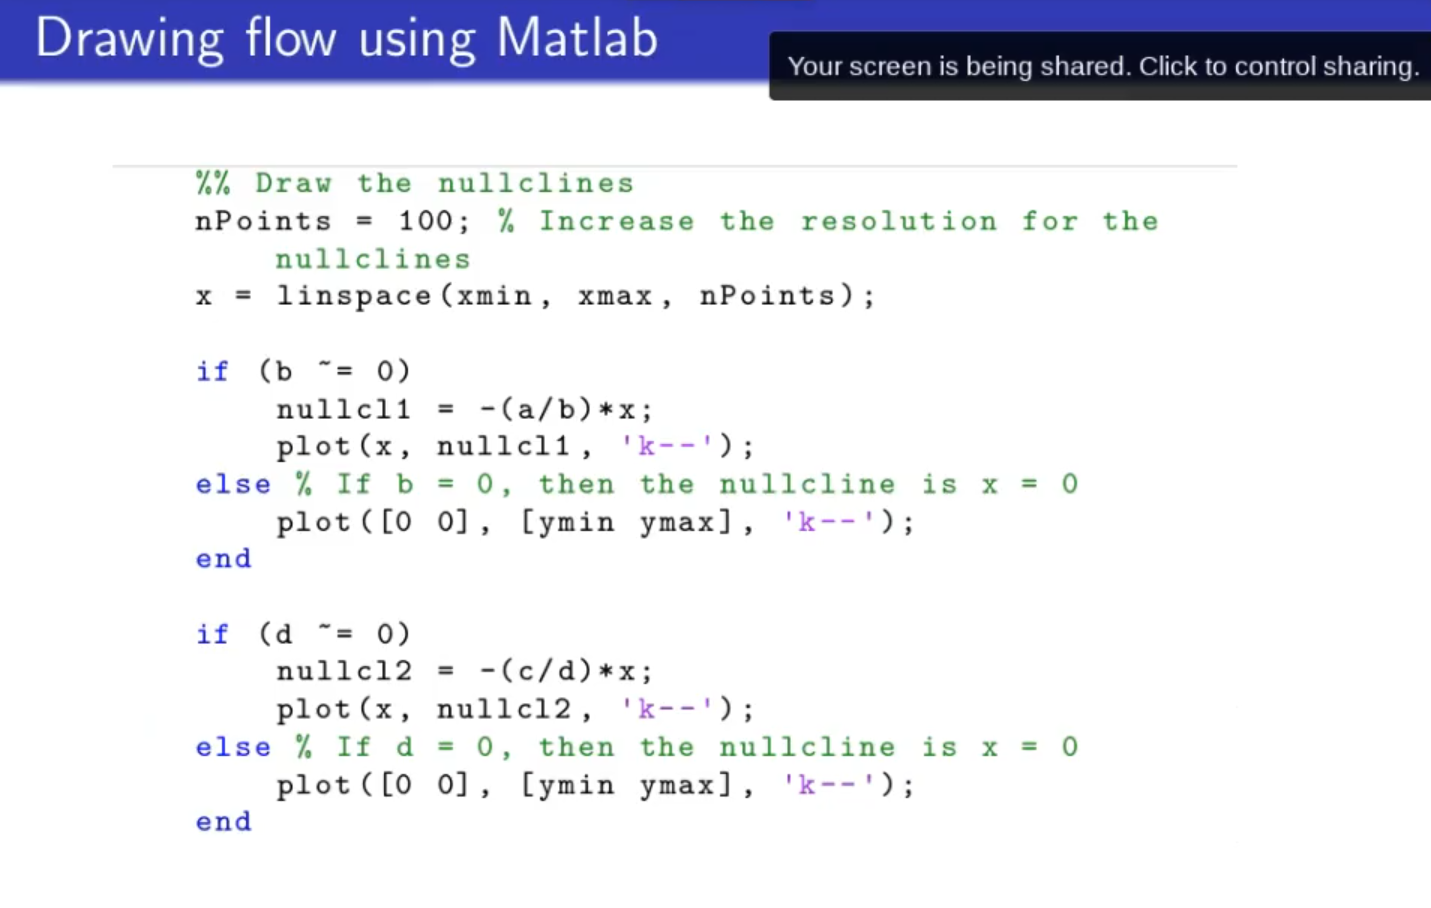 Drawing flow using Matlab
Your screen is being shared. Click to control sharing.
%% Draw the nullclines
nPoints = 100; % Increase the resolution for the
nullclines
x = linspace(xmin, xmax, nPoints);
if (b ~= 0)
nullcl1 = -(a/b)*x;
plot(x, nullcl1, 'k--');
else % If b = 0, then the nullcline is x = 0
plot([0 0], [ymin ymax], 'k--');
end
if (d ~= 0)
nullcl2 = -(c/d)*x;
plot(x, nullcl2, 'k--');
else % If d = 0, then the nullcline is x = 0
plot([0 0], [ymin ymax], 'k--');
end